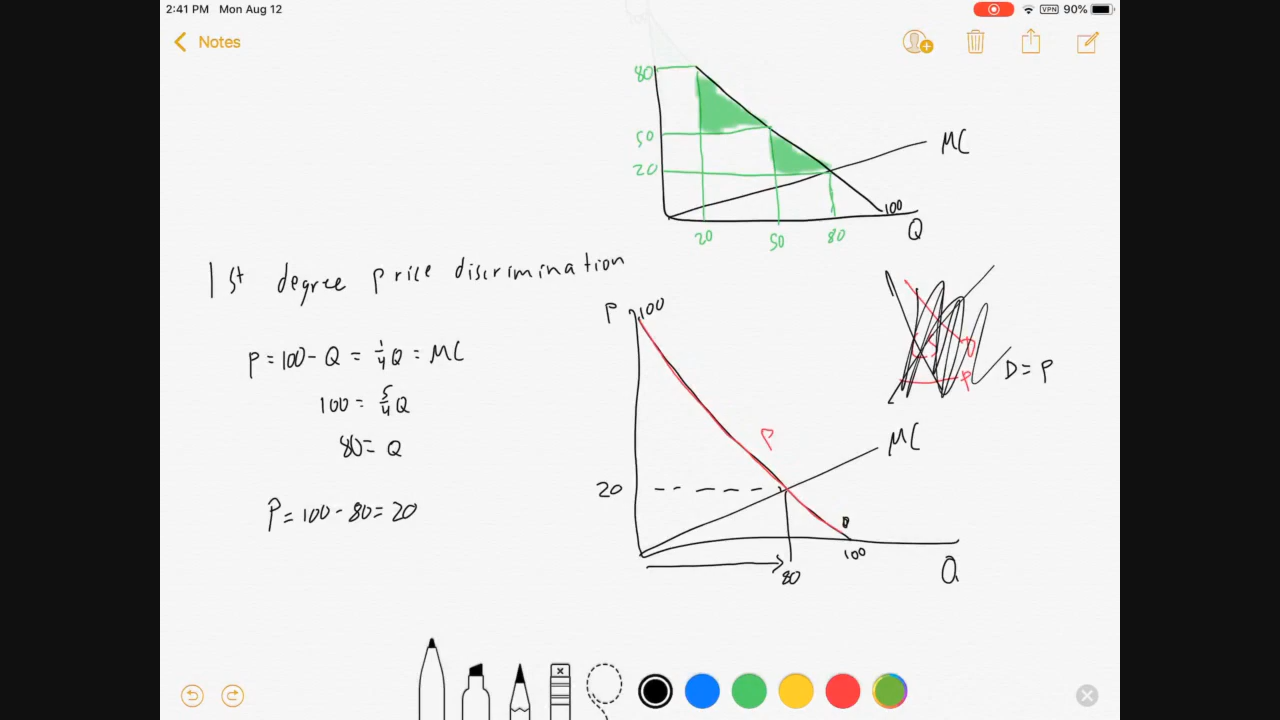 2:41 PM Mon Aug 12
VPN 90%
Notes
80
50
20
MC
100
Q
20 50 80
1st degree price discrimination
P 100
P = 100 - Q = 1/4 Q = MC
100 = 5/4 Q
80 = Q
P = 100 - 80 = 20
D
P
D = P
P
MC
20
D
100
80
Q